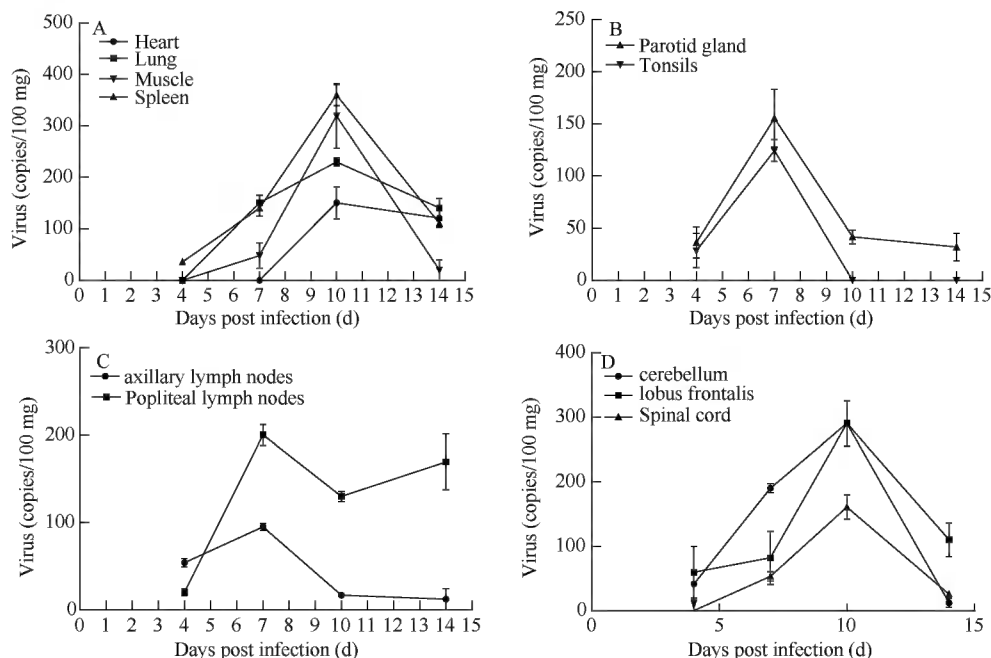 A
Heart
Lung
Muscle
Spleen
Virus (copies/100 mg)
500
400
300
200
100
0
0 1 2 3 4 5 6 7 8 9 10 11 12 13 14 15
Days post infection (d)
B
Parotid gland
Tonsils
Virus (copies/100 mg)
250
200
150
100
50
0
0 1 2 3 4 5 6 7 8 9 10 11 12 13 14 15
Days post infection (d)
C
axillary lymph nodes
Popliteal lymph nodes
Virus (copies/100 mg)
300
200
100
0
0 1 2 3 4 5 6 7 8 9 10 11 12 13 14 15
Days post infection (d)
D
cerebellum
lobus frontalis
Spinal cord
Virus (copies/100 mg)
400
300
200
100
0
0 5 10 15
Days post infection (d)